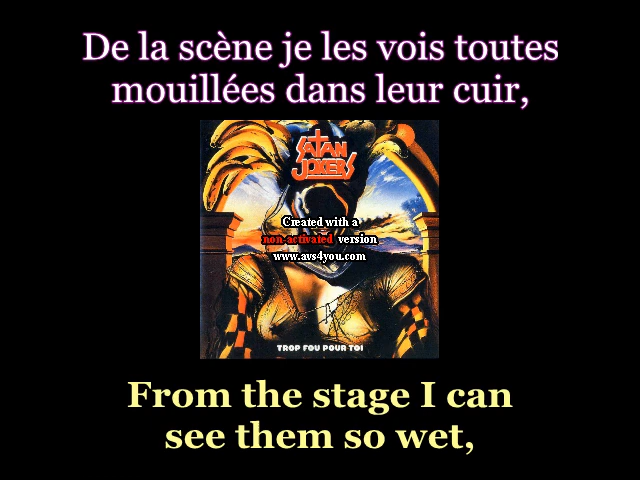 De la scène je les vois toutes
mouillées dans leur cuir,
SATAN
JOKERS
Created with a
non-activated version
www.avs4you.com
TROP FOU POUR TOI
From the stage I can
see them so wet,